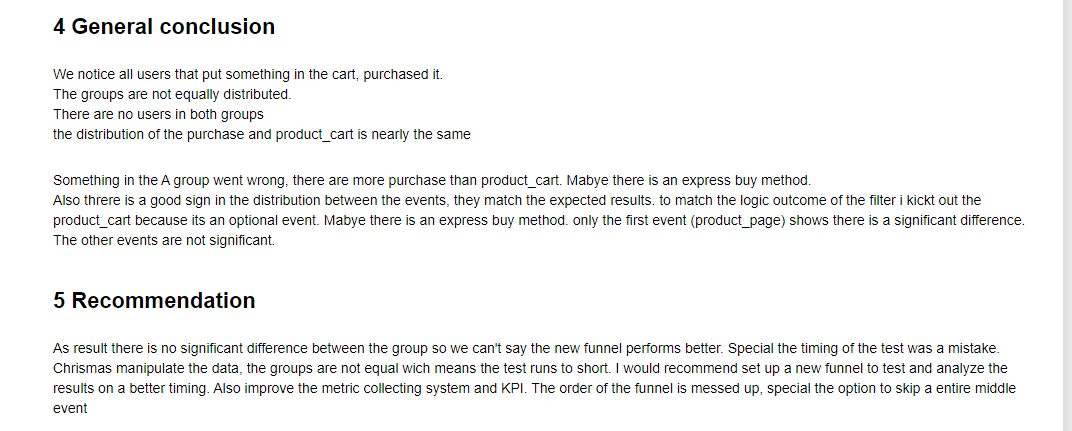 4 General conclusion
We notice all users that put something in the cart, purchased it.
The groups are not equally distributed.
There are no users in both groups
the distribution of the purchase and product_cart is nearly the same
Something in the A group went wrong, there are more purchase than product_cart. Mabye there is an express buy method.
Also threre is a good sign in the distribution between the events, they match the expected results. to match the logic outcome of the filter i kickt out the
product_cart because its an optional event. Mabye there is an express buy method. only the first event (product_page) shows there is a significant difference.
The other events are not significant.
5 Recommendation
As result there is no significant difference between the group so we can't say the new funnel performs better. Special the timing of the test was a mistake.
Chrismas manipulate the data, the groups are not equal wich means the test runs to short. I would recommend set up a new funnel to test and analyze the
results on a better timing. Also improve the metric collecting system and KPI. The order of the funnel is messed up, special the option to skip a entire middle
event